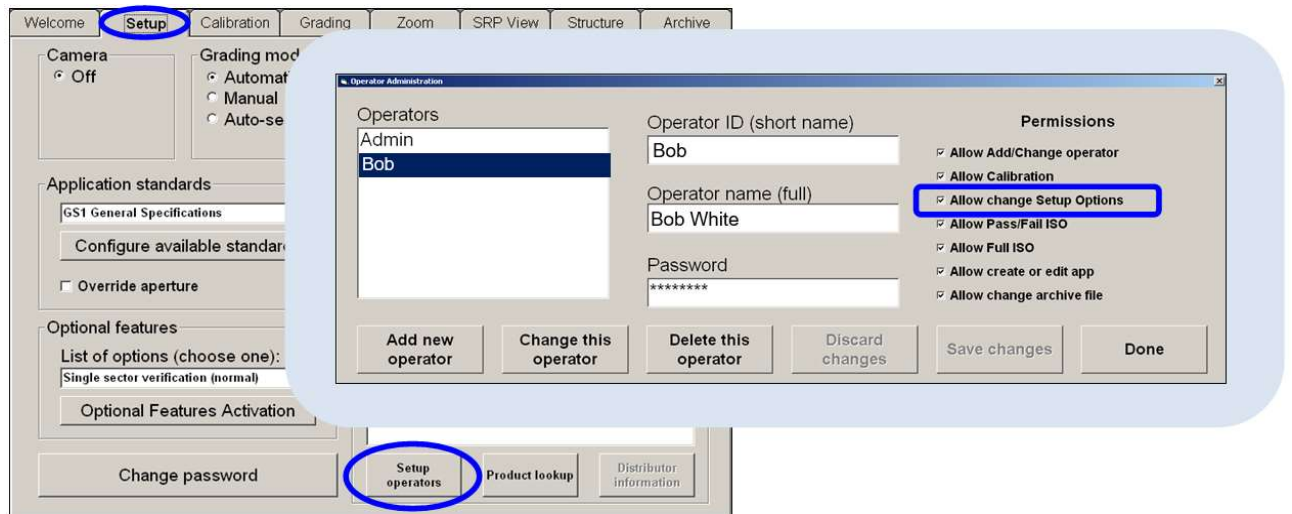 Welcome
Setup
Calibration
Grading
Zoom
SRP View
Structure
Archive
Camera
Off
Grading mod
Automat
Manual
Auto-se
Application standards
GS1 General Specifications
Configure available standar
Override aperture
Optional features
List of options (choose one):
Single sector verification (normal)
Optional Features Activation
Change password
Setup
operators
Product lookup
Distributor
information
Operator Administration
Operators
Admin
Bob
Operator ID (short name)
Bob
Operator name (full)
Bob White
Password
********
Permissions
Allow Add/Change operator
Allow Calibration
Allow change Setup Options
Allow Pass/Fail ISO
Allow Full ISO
Allow create or edit app
Allow change archive file
Add new
operator
Change this
operator
Delete this
operator
Discard
changes
Save changes
Done